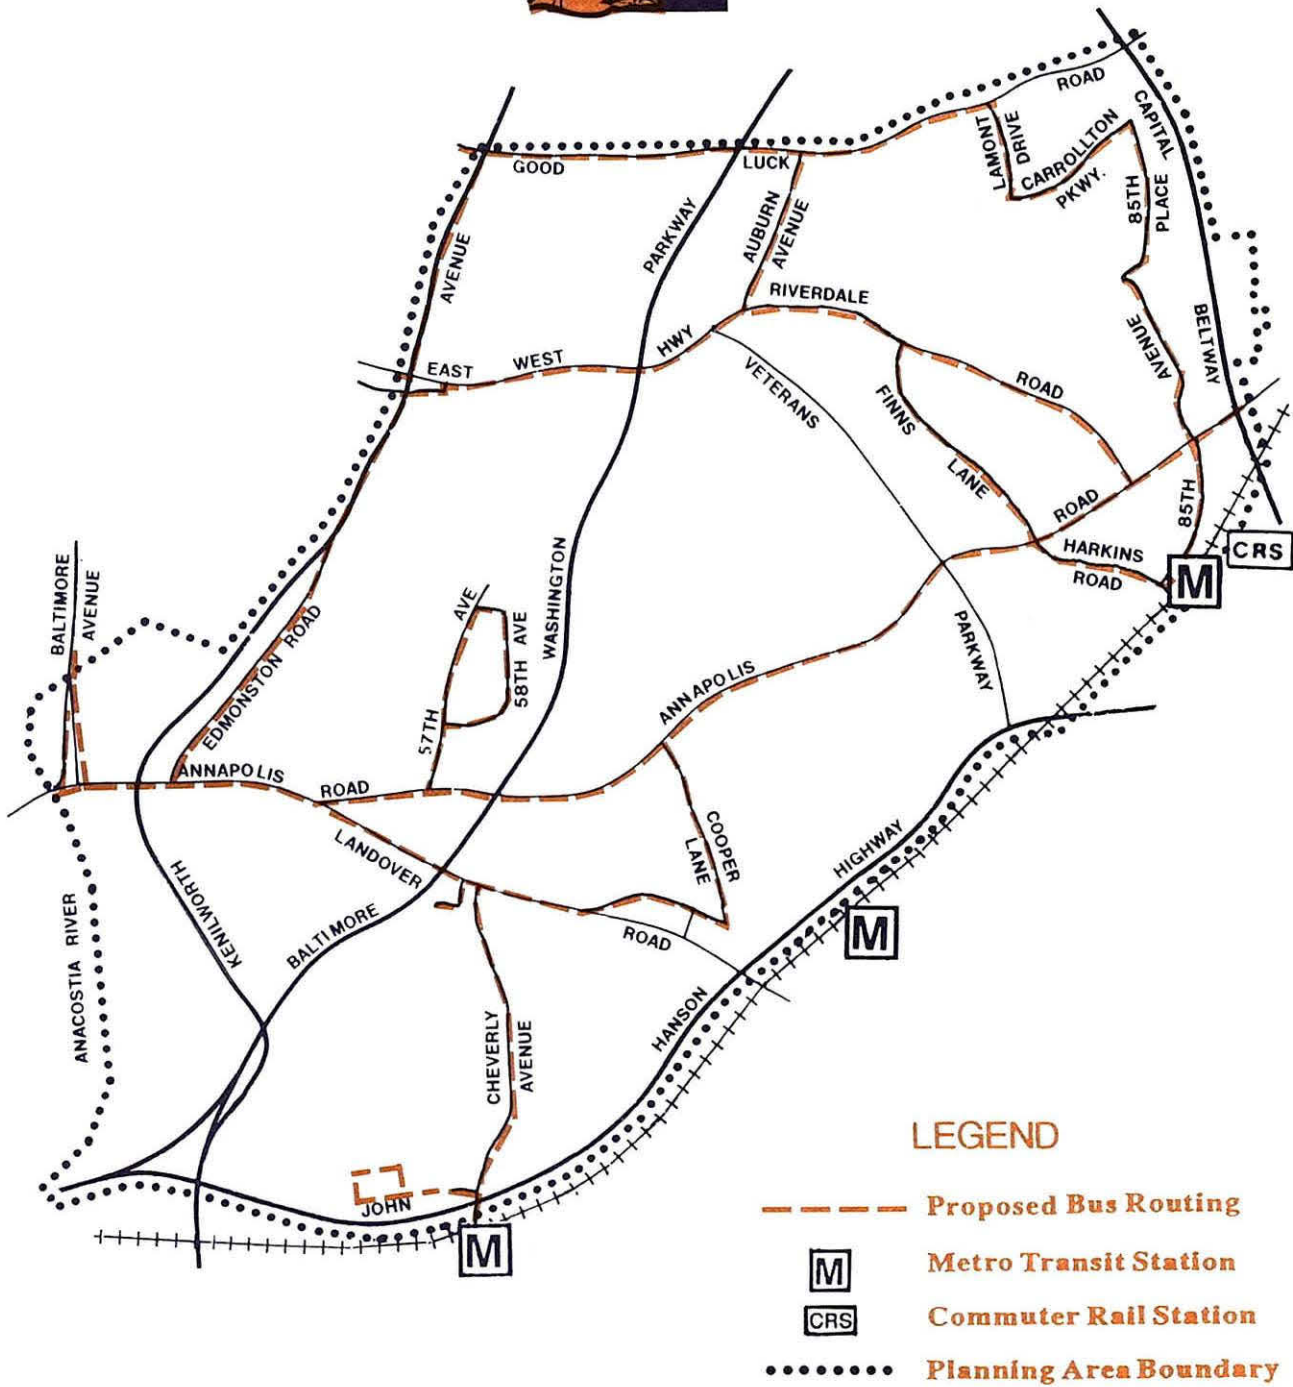 ROAD
CAPITAL
GOOD
LUCK
LAMONT
DRIVE
CARROLLTON
PKWY.
85TH
PLACE
PARKWAY
AUBURN
AVENUE
AVENUE
RIVERDALE
BELTWAY
EAST
WEST
HWY
VETERANS
FINNS
LANE
ROAD
AVENUE
ROAD
85TH
HARKINS
ROAD
CRS
M
BALTIMORE
AVENUE
WASHINGTON
AVE
58TH AVE
57TH
EDMONSTON ROAD
PARKWAY
ANNAPOLIS
ANNAPOLIS
ROAD
LANDOVER
COOPER
LANE
HIGHWAY
KENILWORTH
BALTIMORE
ROAD
M
ANACOSTIA RIVER
HANSON
CHEVERLY
AVENUE
JOHN
M
LEGEND
Proposed Bus Routing
M Metro Transit Station
CRS Commuter Rail Station
Planning Area Boundary